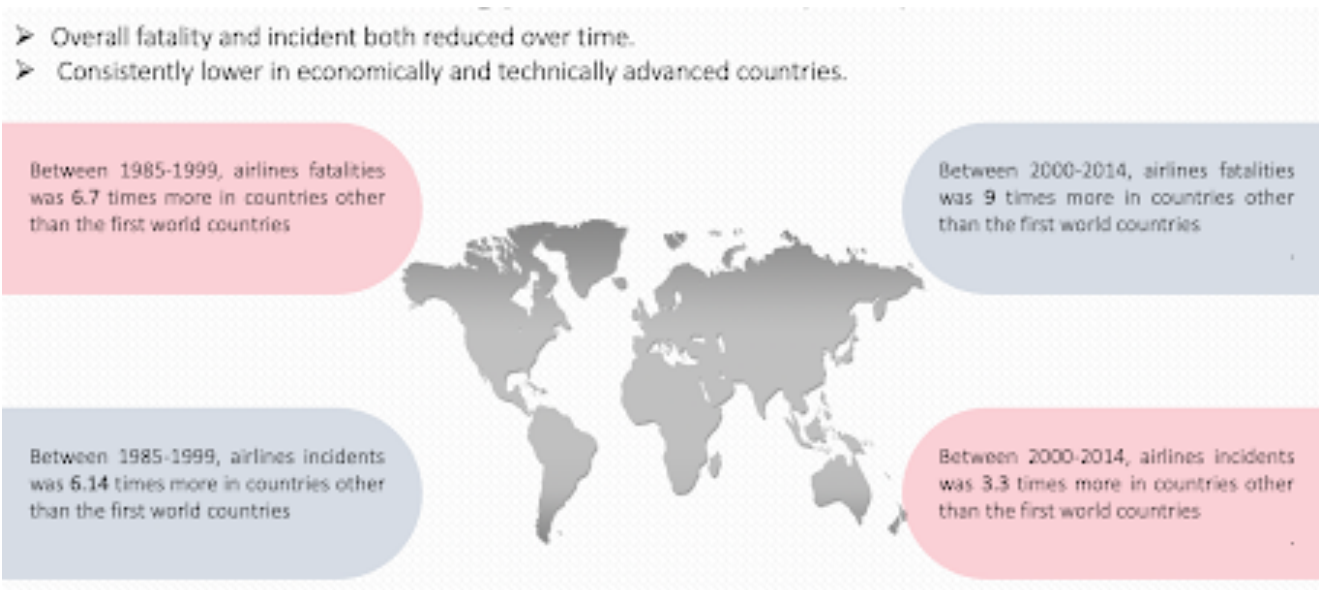 ➢ Overall fatality and incident both reduced over time.
➢ Consistently lower in economically and technically advanced countries.
Between 1985-1999, airlines fatalities
was 6.7 times more in countries other
than the first world countries
Between 2000-2014, airlines fatalities
was 9 times more in countries other
than the first world countries
.
Between 1985-1999, airlines incidents
was 6.14 times more in countries other
than the first world countries
Between 2000-2014, airlines incidents
was 3.3 times more in countries other
than the first world countries
.